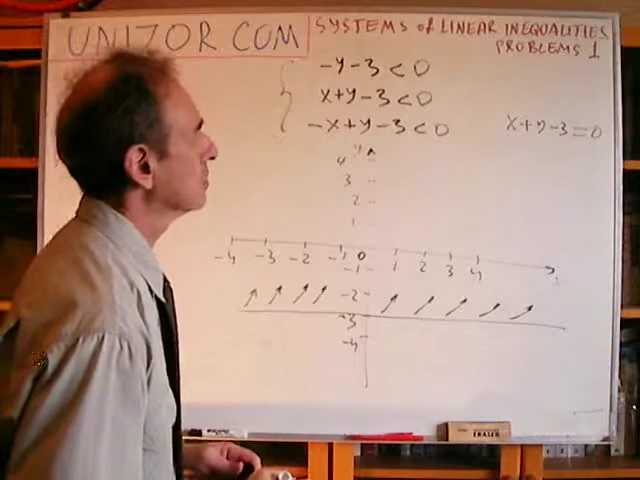 UNIZOR COM
SYSTEMS of LINEAR INEQUALITIES
PROBLEMS 1
-y-3<0
x+y-3<0
-x+y-3<0
x+y-3=0
y
4
3
2
1
-4 -3 -2 -1 0 1 2 3 4
-1
-2
-3
-4
ERASER